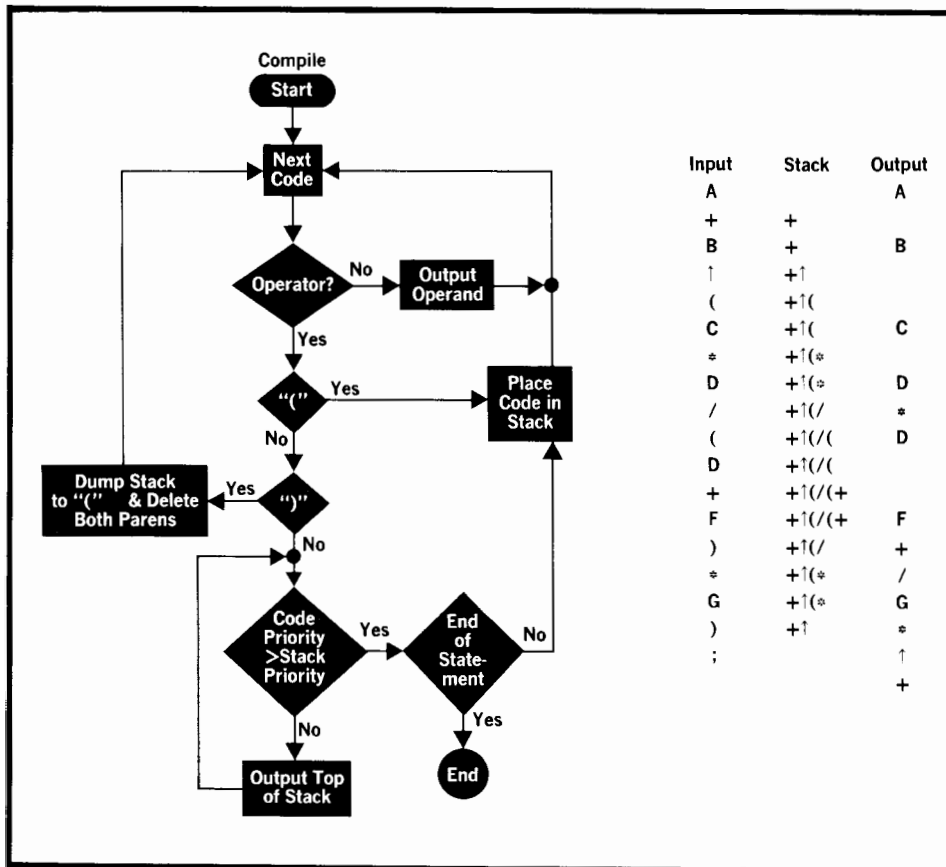 Compile
Start
Next
Code
Operator?
No
Output
Operand
Yes
“(”
Yes
Place
Code in
Stack
No
Dump Stack
to “(” & Delete
Both Parens
Yes
“)”
No
Code
Priority
>Stack
Priority
Yes
End
of
State-
ment
No
No
Yes
Output Top
of Stack
End
Input Stack Output
A A
+ +
B + B
↑ +↑
( +↑(
C +↑( C
* +↑(*
D +↑(* D
/ +↑(/ *
( +↑(/( D
D +↑(/(
+ +↑(/(+
F +↑(/(+ F
) +↑(/ +
* +↑(* /
G +↑(* G
) +↑ *
; ↑
+